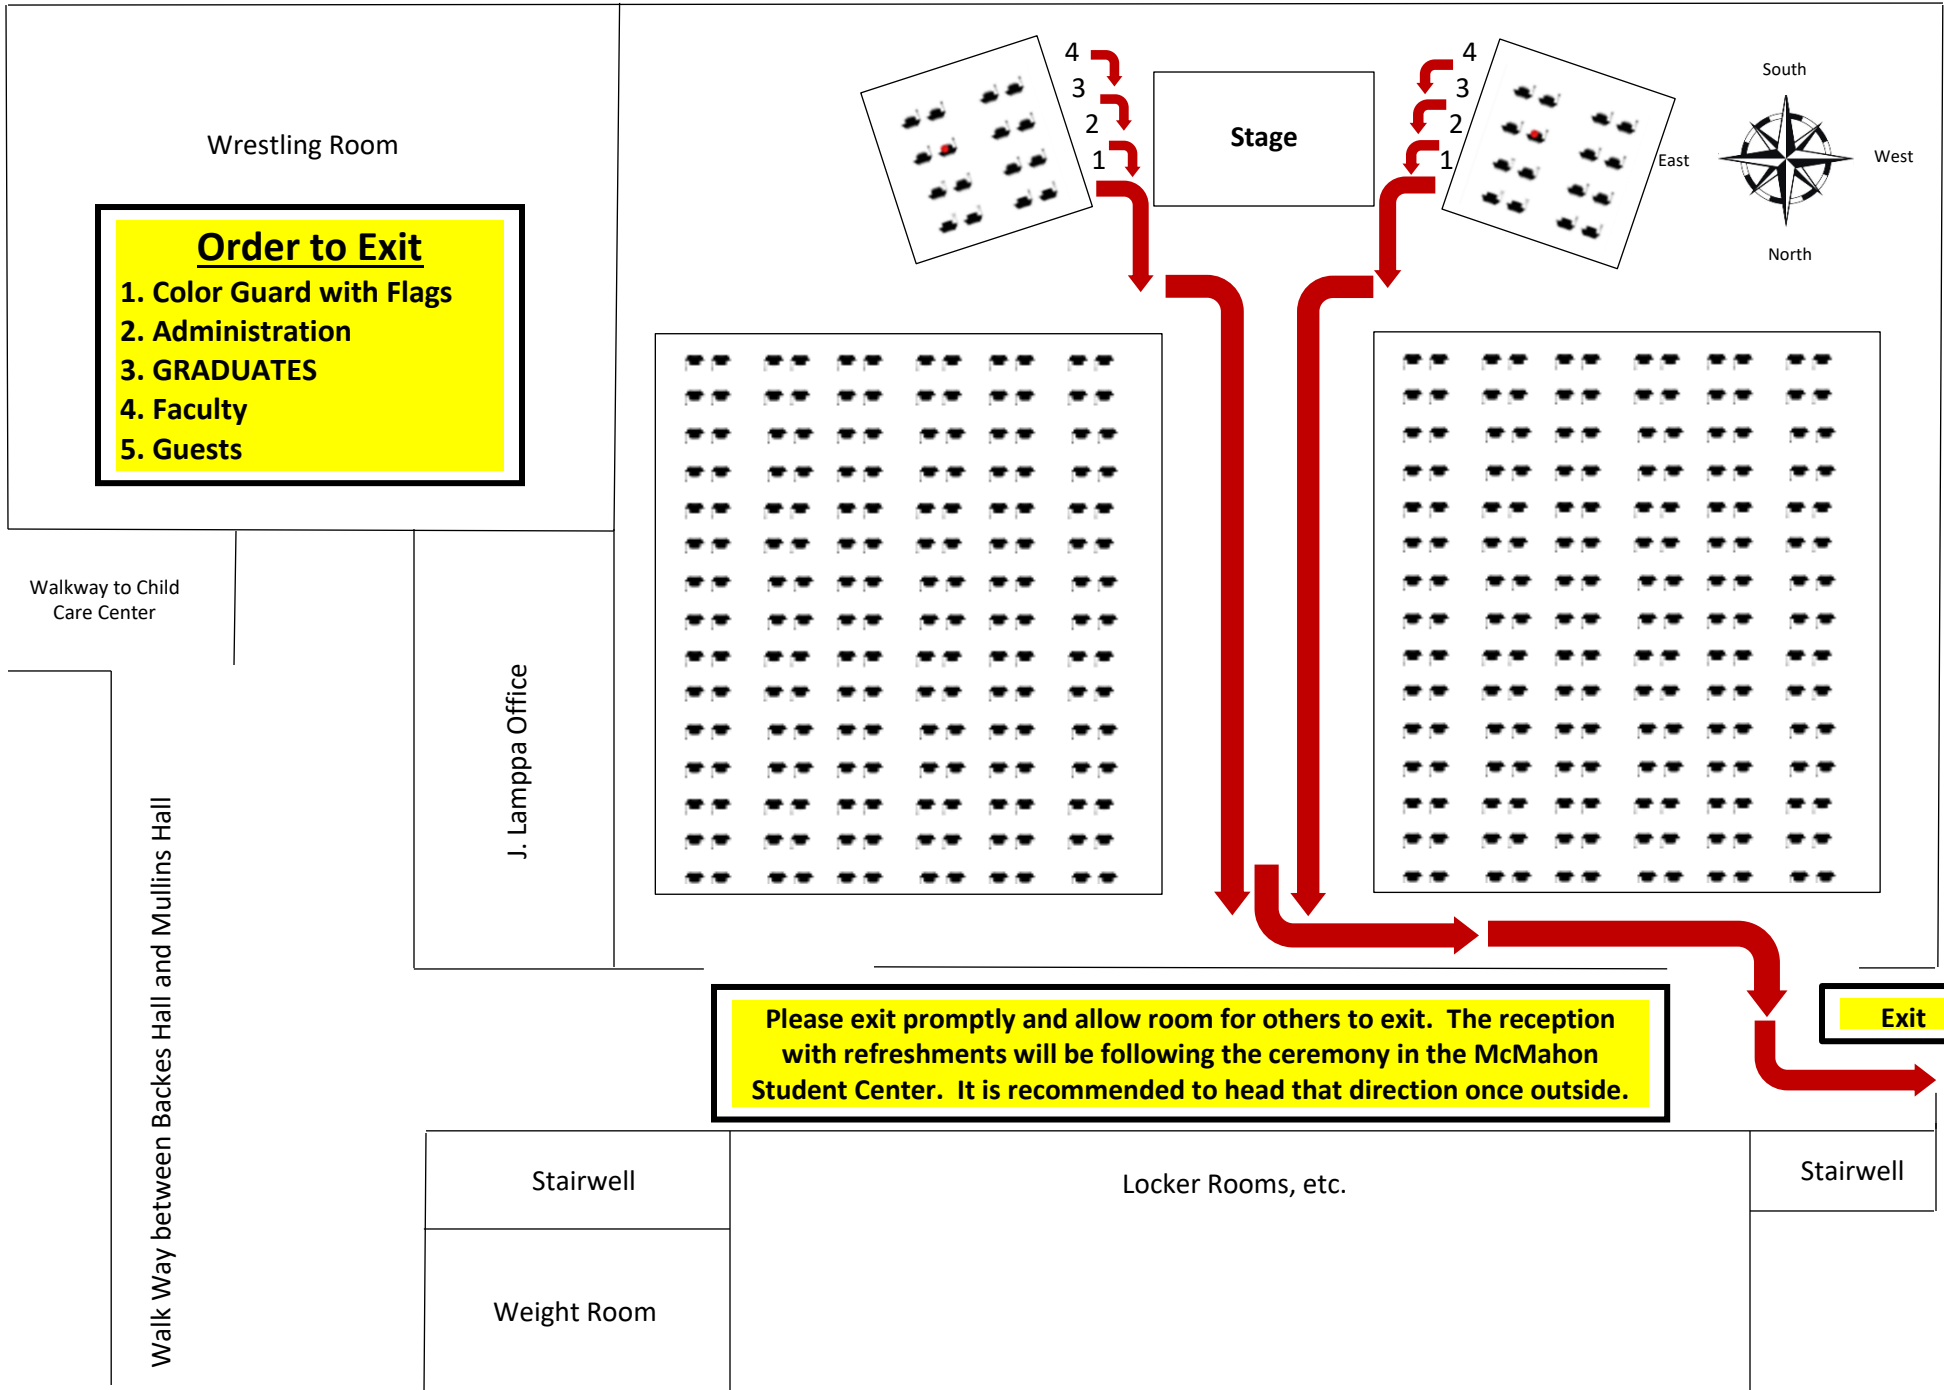 4
3
2
1
Stage
4
3
2
1
South
East
West
North
Wrestling Room
Order to Exit
1. Color Guard with Flags
2. Administration
3. GRADUATES
4. Faculty
5. Guests
Walkway to Child
Care Center
J. Lamppa Office
Walk Way between Backes Hall and Mullins Hall
Please exit promptly and allow room for others to exit.  The reception
with refreshments will be following the ceremony in the McMahon
Student Center.  It is recommended to head that direction once outside.
Exit
Stairwell
Locker Rooms, etc.
Stairwell
Weight Room